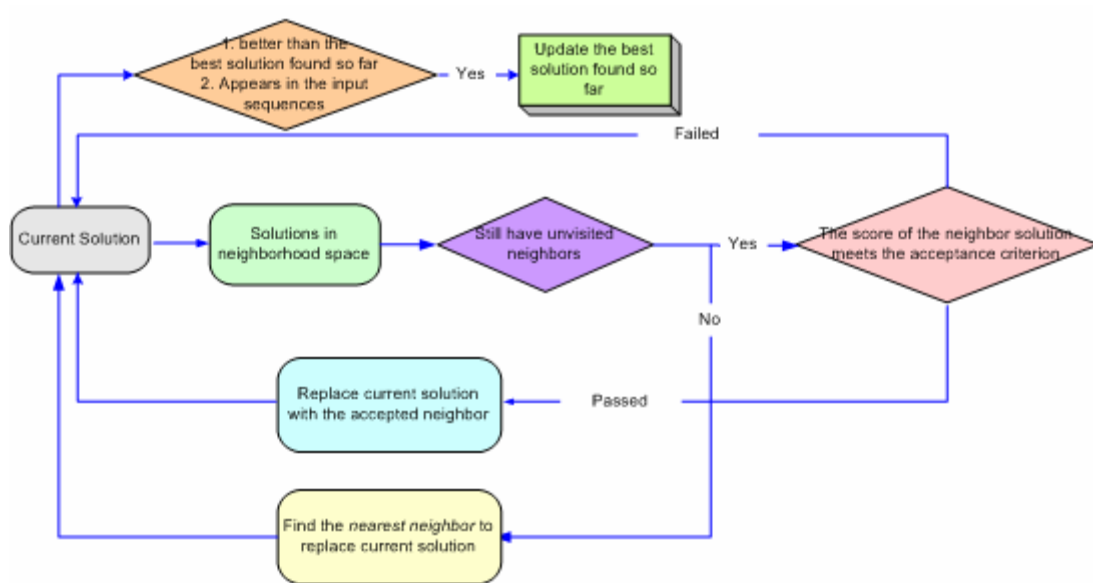 1. better than the
best solution found so far
2. Appears in the input
sequences
Yes
Update the best
solution found so
far
Failed
Current Solution
Solutions in
neighborhood space
Still have unvisited
neighbors
Yes
The score of the neighbor solution
meets the acceptance criterion
No
Replace current solution
with the accepted neighbor
Passed
Find the nearest neighbor to
replace current solution